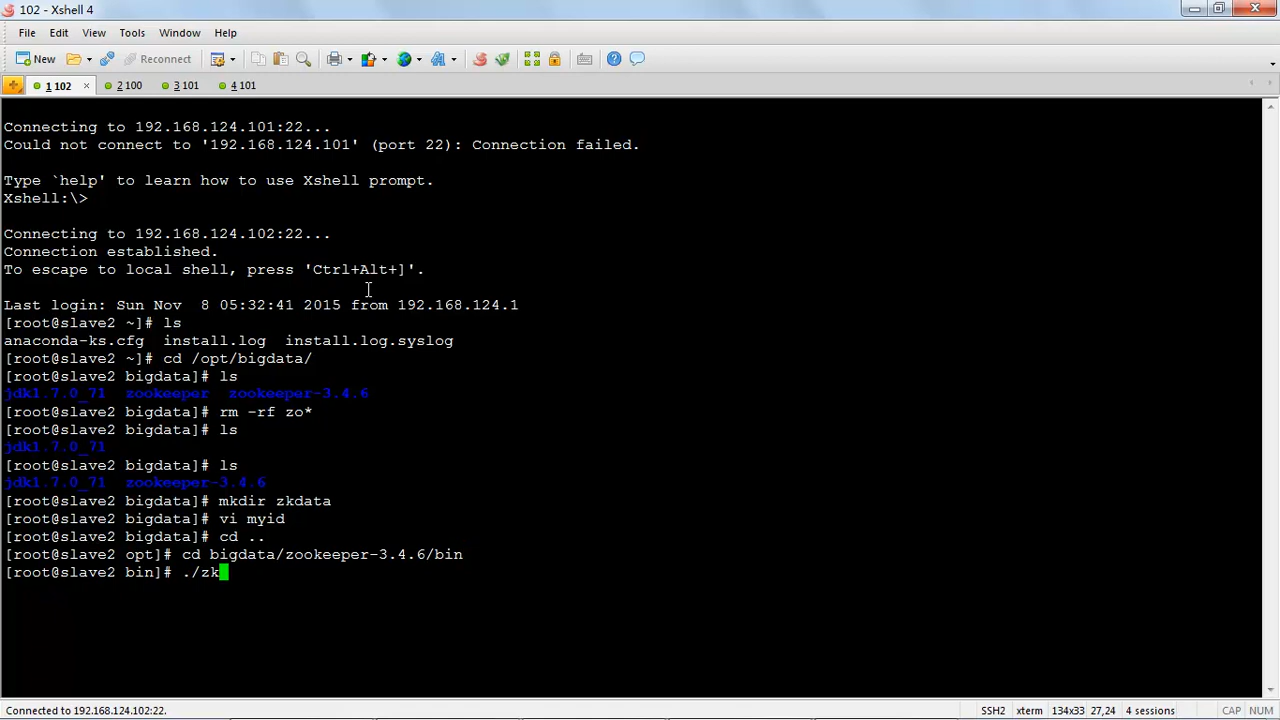 102 - Xshell 4
File Edit View Tools Window Help
New Reconnect
1 102 2 100 3 101 4 101
Connecting to 192.168.124.101:22...
Could not connect to '192.168.124.101' (port 22): Connection failed.
Type `help' to learn how to use Xshell prompt.
Xshell:\>
Connecting to 192.168.124.102:22...
Connection established.
To escape to local shell, press 'Ctrl+Alt+]'.
Last login: Sun Nov  8 05:32:41 2015 from 192.168.124.1
[root@slave2 ~]# ls
anaconda-ks.cfg  install.log  install.log.syslog
[root@slave2 ~]# cd /opt/bigdata/
[root@slave2 bigdata]# ls
jdk1.7.0_71  zookeeper  zookeeper-3.4.6
[root@slave2 bigdata]# rm -rf zo*
[root@slave2 bigdata]# ls
jdk1.7.0_71
[root@slave2 bigdata]# ls
jdk1.7.0_71  zookeeper-3.4.6
[root@slave2 bigdata]# mkdir zkdata
[root@slave2 bigdata]# vi myid
[root@slave2 bigdata]# cd ..
[root@slave2 opt]# cd bigdata/zookeeper-3.4.6/bin
[root@slave2 bin]# ./zk
Connected to 192.168.124.102:22. SSH2 xterm 134x33 27,24 4 sessions CAP NUM